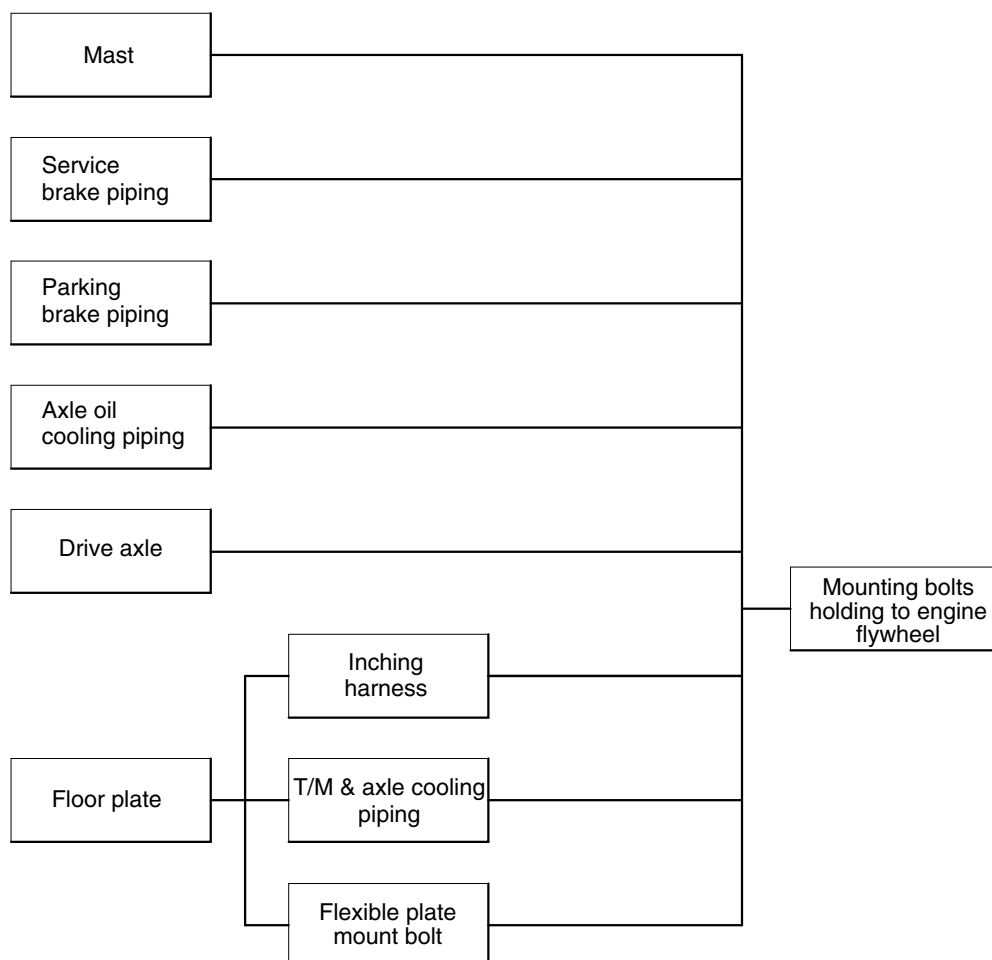 Mast
Service
brake piping
Parking
brake piping
Axle oil
cooling piping
Drive axle
Mounting bolts
holding to engine
flywheel
Inching
harness
Floor plate
T/M & axle cooling
piping
Flexible plate
mount bolt